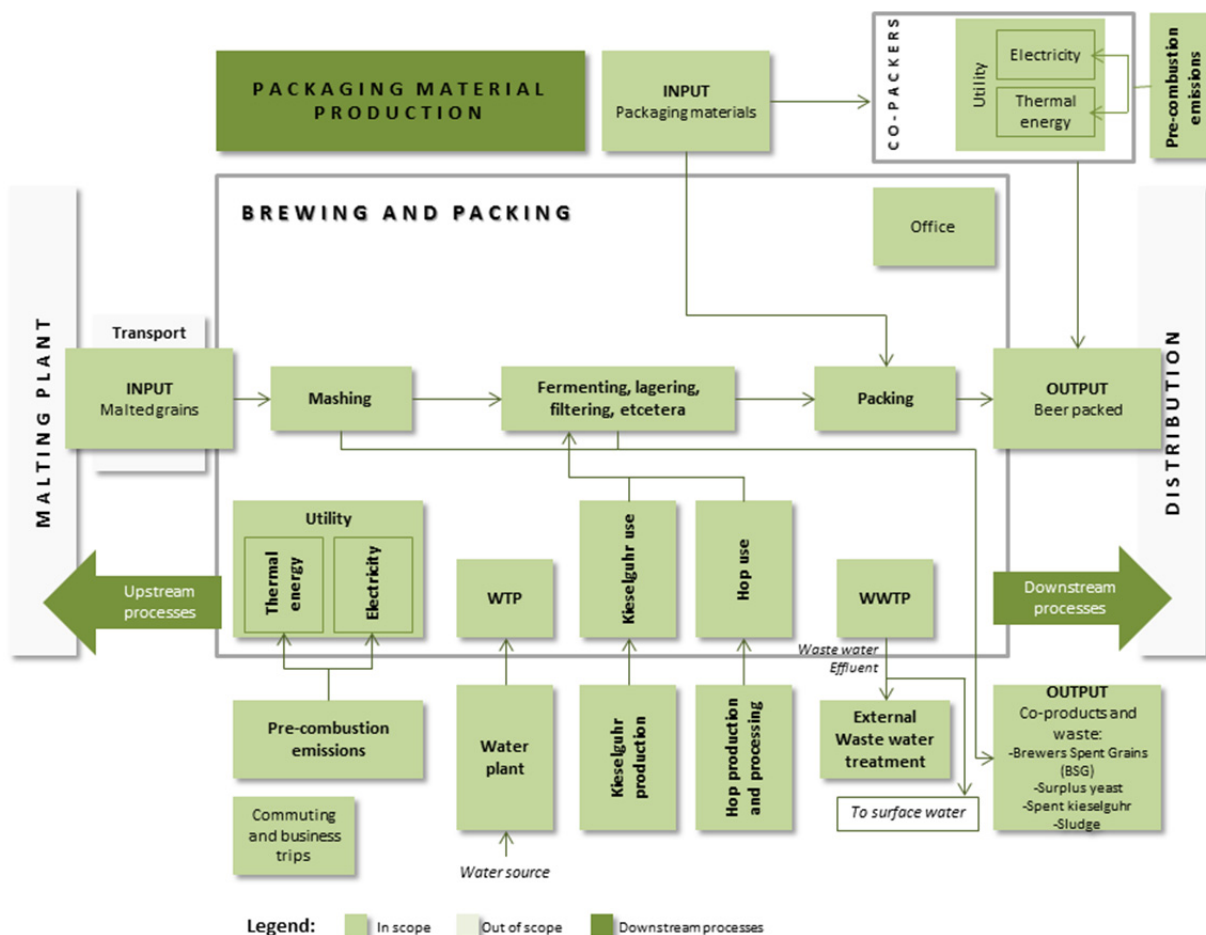 PACKAGING MATERIAL
PRODUCTION
INPUT
Packaging materials
CO-PACKERS
Utility
Electricity
Thermal
energy
Pre-combustion
emissions
BREWING AND PACKING
Office
MALTING PLANT
Transport
INPUT
Malted grains
Mashing
Fermenting, lagering,
filtering, etcetera
Packing
OUTPUT
Beer packed
DISTRIBUTION
Upstream
processes
Utility
Thermal
energy
Electricity
WTP
Kieselguhr use
Hop use
WWTP
Downstream
processes
Waste water
Effluent
Pre-combustion
emissions
Water
plant
Kieselguhr
production
Hop production
and processing
External
Waste water
treatment
OUTPUT
Co-products and
waste:
-Brewers Spent Grains
(BSG)
-Surplus yeast
-Spent kieselguhr
-Sludge
To surface water
Commuting
and business
trips
Water source
Legend:
In scope
Out of scope
Downstream processes